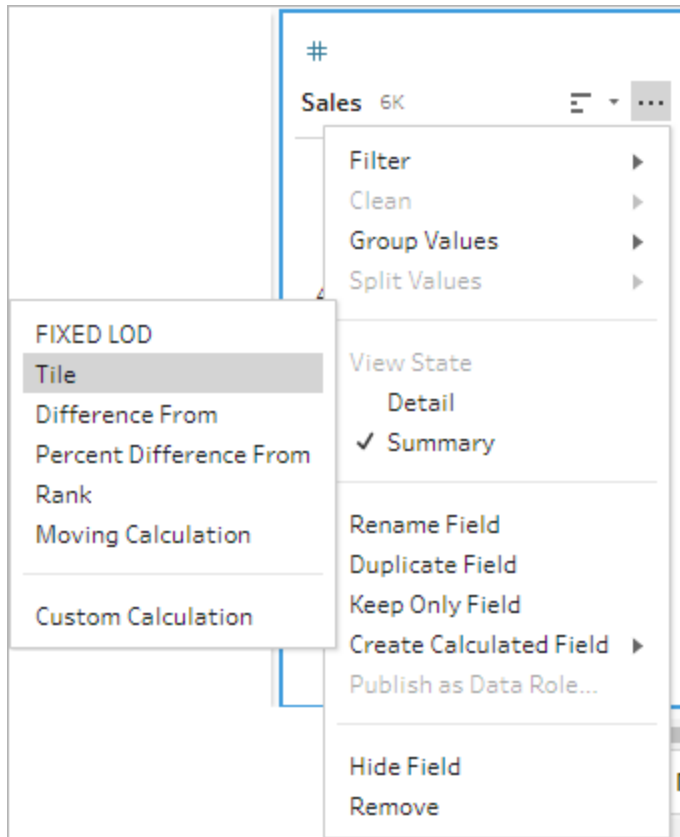 #
Sales 6K
Filter
Clean
Group Values
Split Values
View State
Detail
Summary
Rename Field
Duplicate Field
Keep Only Field
Create Calculated Field
Publish as Data Role...
Hide Field
Remove
FIXED LOD
Tile
Difference From
Percent Difference From
Rank
Moving Calculation
Custom Calculation